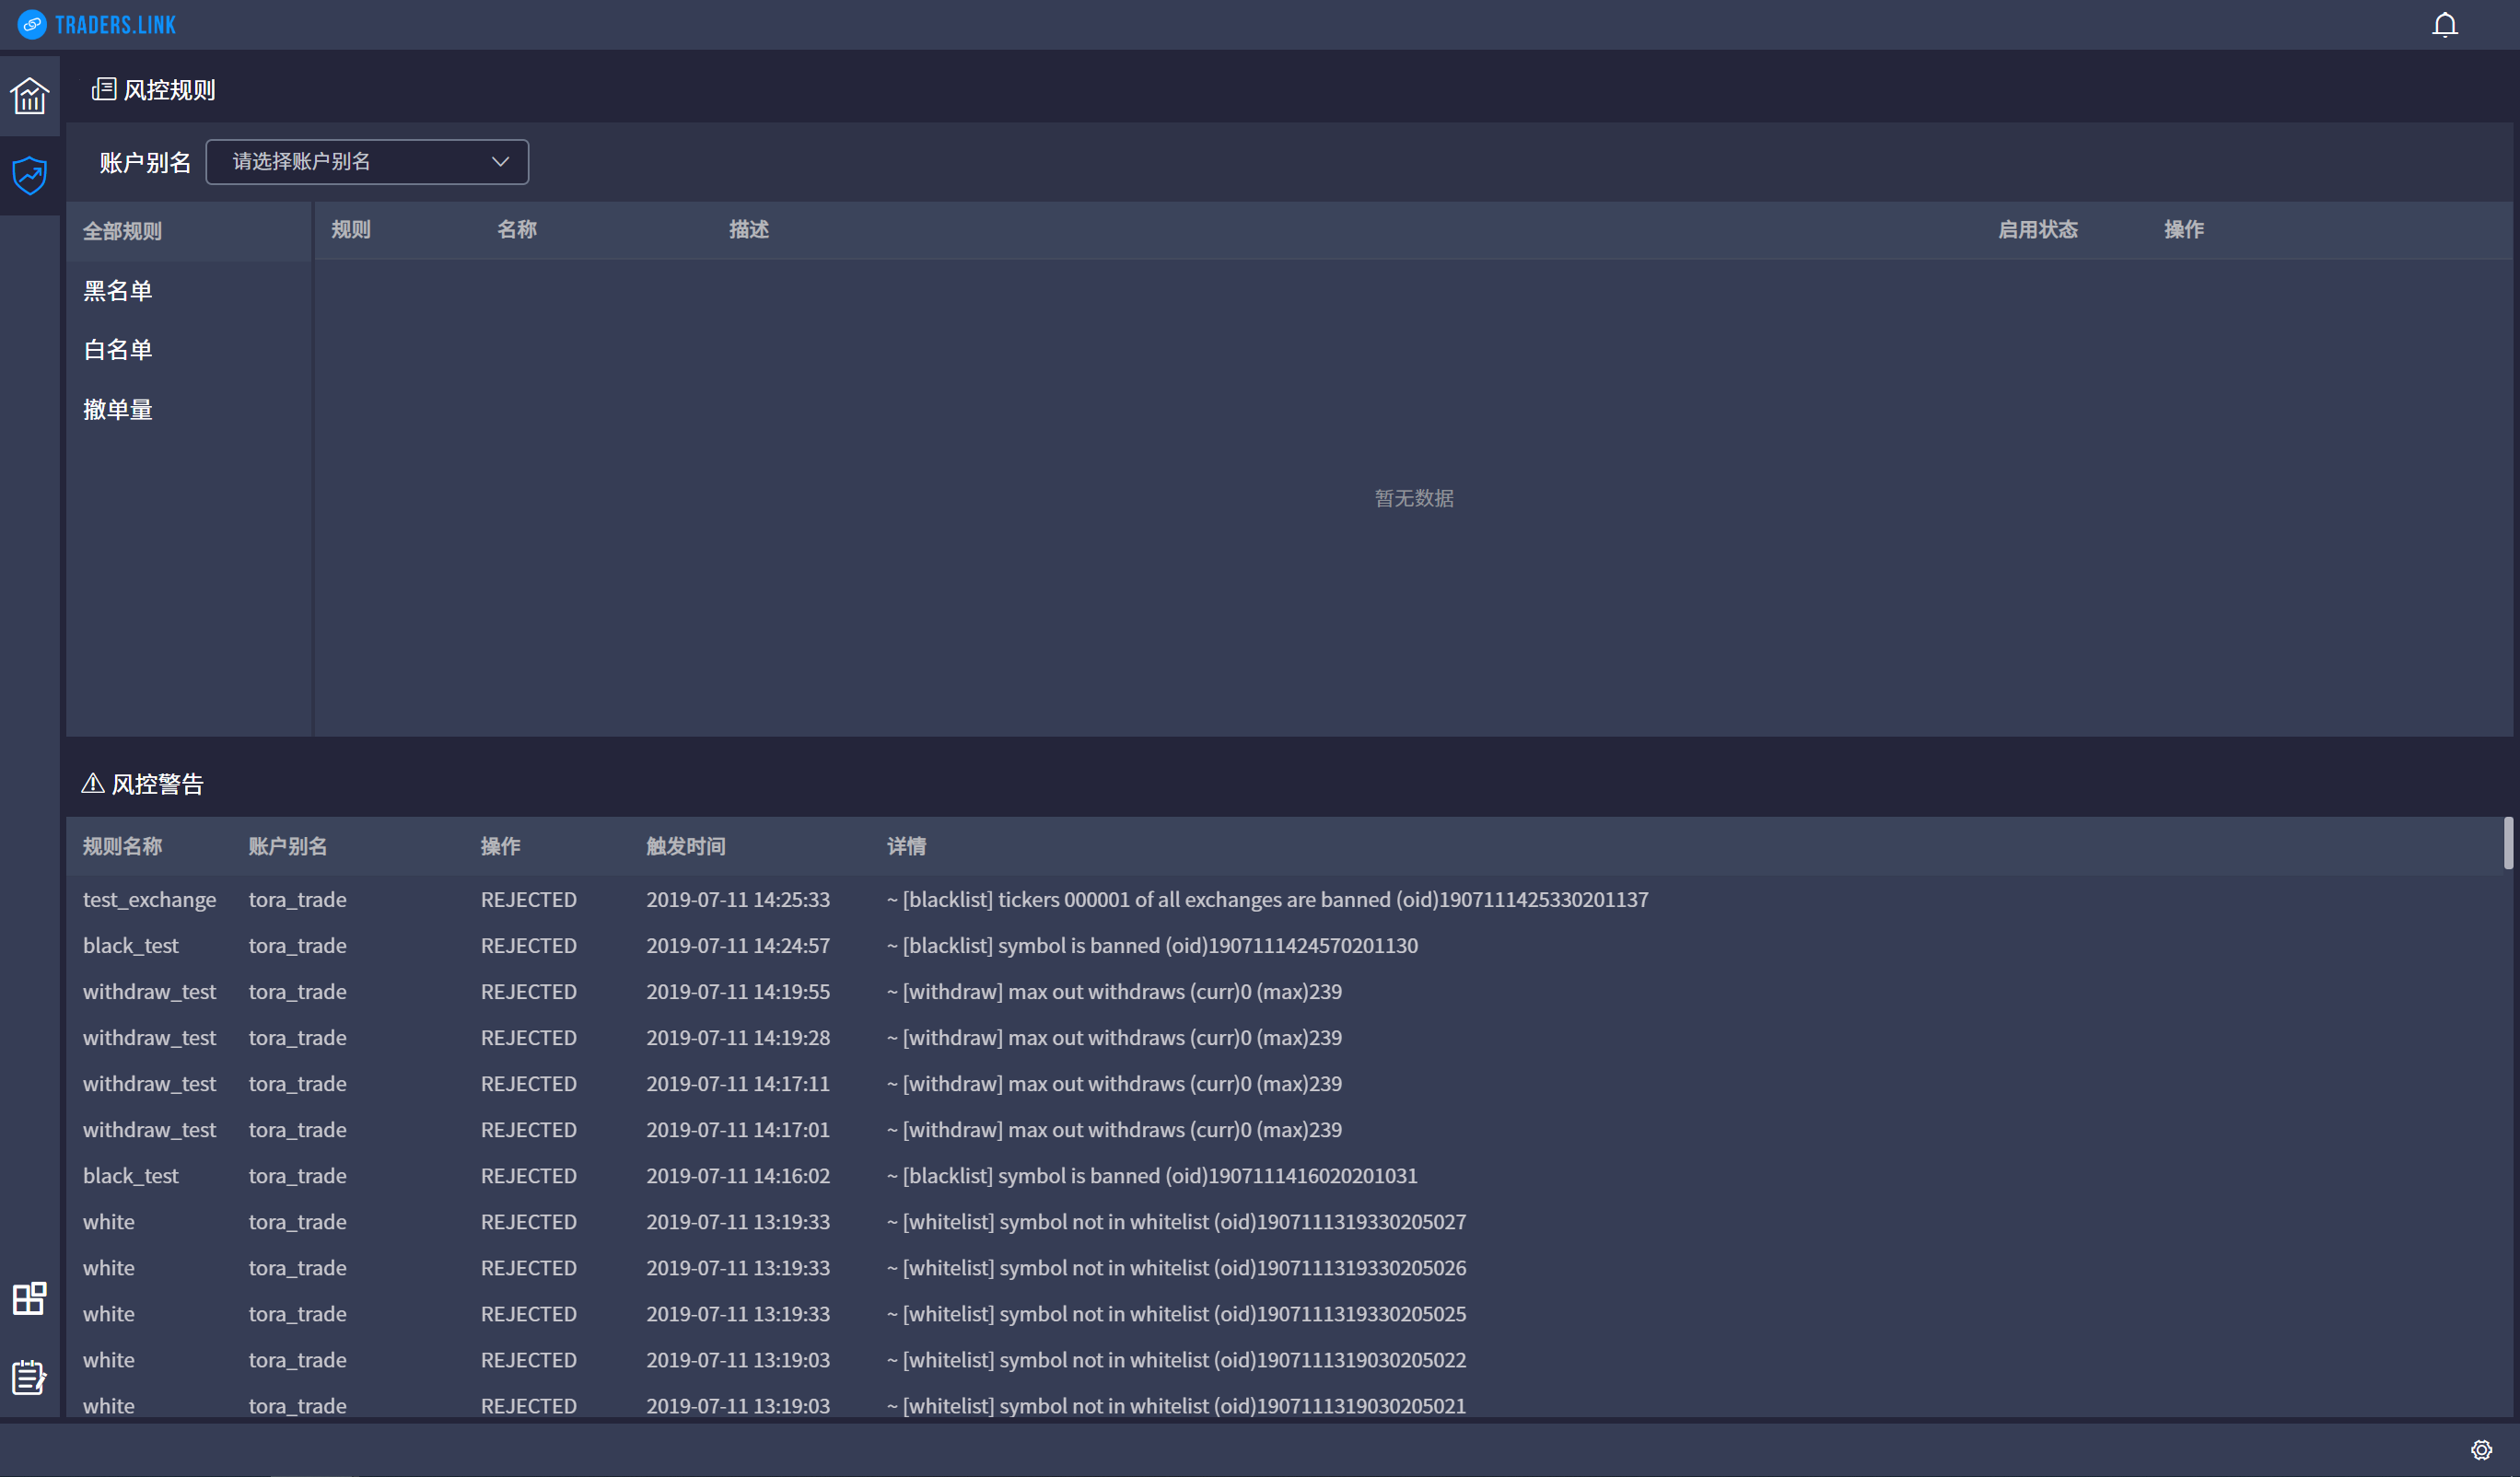 TRADERS.LINK
风控规则
账户别名 请选择账户别名
全部规则 规则 名称 描述 启用状态 操作
黑名单
白名单
撤单量
暂无数据
风控警告
规则名称 账户别名 操作 触发时间 详情
test_exchange tora_trade REJECTED 2019-07-11 14:25:33 ~ [blacklist] tickers 000001 of all exchanges are banned (oid)1907111425330201137
black_test tora_trade REJECTED 2019-07-11 14:24:57 ~ [blacklist] symbol is banned (oid)1907111424570201130
withdraw_test tora_trade REJECTED 2019-07-11 14:19:55 ~ [withdraw] max out withdraws (curr)0 (max)239
withdraw_test tora_trade REJECTED 2019-07-11 14:19:28 ~ [withdraw] max out withdraws (curr)0 (max)239
withdraw_test tora_trade REJECTED 2019-07-11 14:17:11 ~ [withdraw] max out withdraws (curr)0 (max)239
withdraw_test tora_trade REJECTED 2019-07-11 14:17:01 ~ [withdraw] max out withdraws (curr)0 (max)239
black_test tora_trade REJECTED 2019-07-11 14:16:02 ~ [blacklist] symbol is banned (oid)1907111416020201031
white tora_trade REJECTED 2019-07-11 13:19:33 ~ [whitelist] symbol not in whitelist (oid)1907111319330205027
white tora_trade REJECTED 2019-07-11 13:19:33 ~ [whitelist] symbol not in whitelist (oid)1907111319330205026
white tora_trade REJECTED 2019-07-11 13:19:33 ~ [whitelist] symbol not in whitelist (oid)1907111319330205025
white tora_trade REJECTED 2019-07-11 13:19:03 ~ [whitelist] symbol not in whitelist (oid)1907111319030205022
white tora_trade REJECTED 2019-07-11 13:19:03 ~ [whitelist] symbol not in whitelist (oid)1907111319030205021